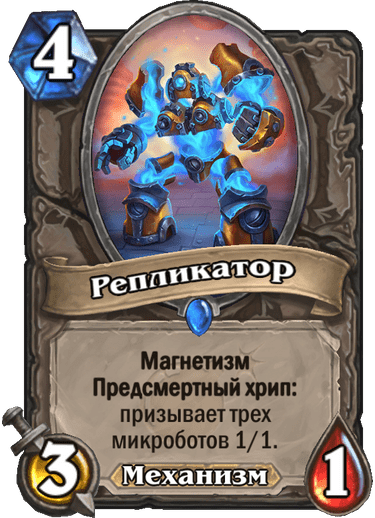 4
Репликатор
Магнетизм
Предсмертный хрип:
призывает трех
микроботов 1/1.
3
Механизм
1